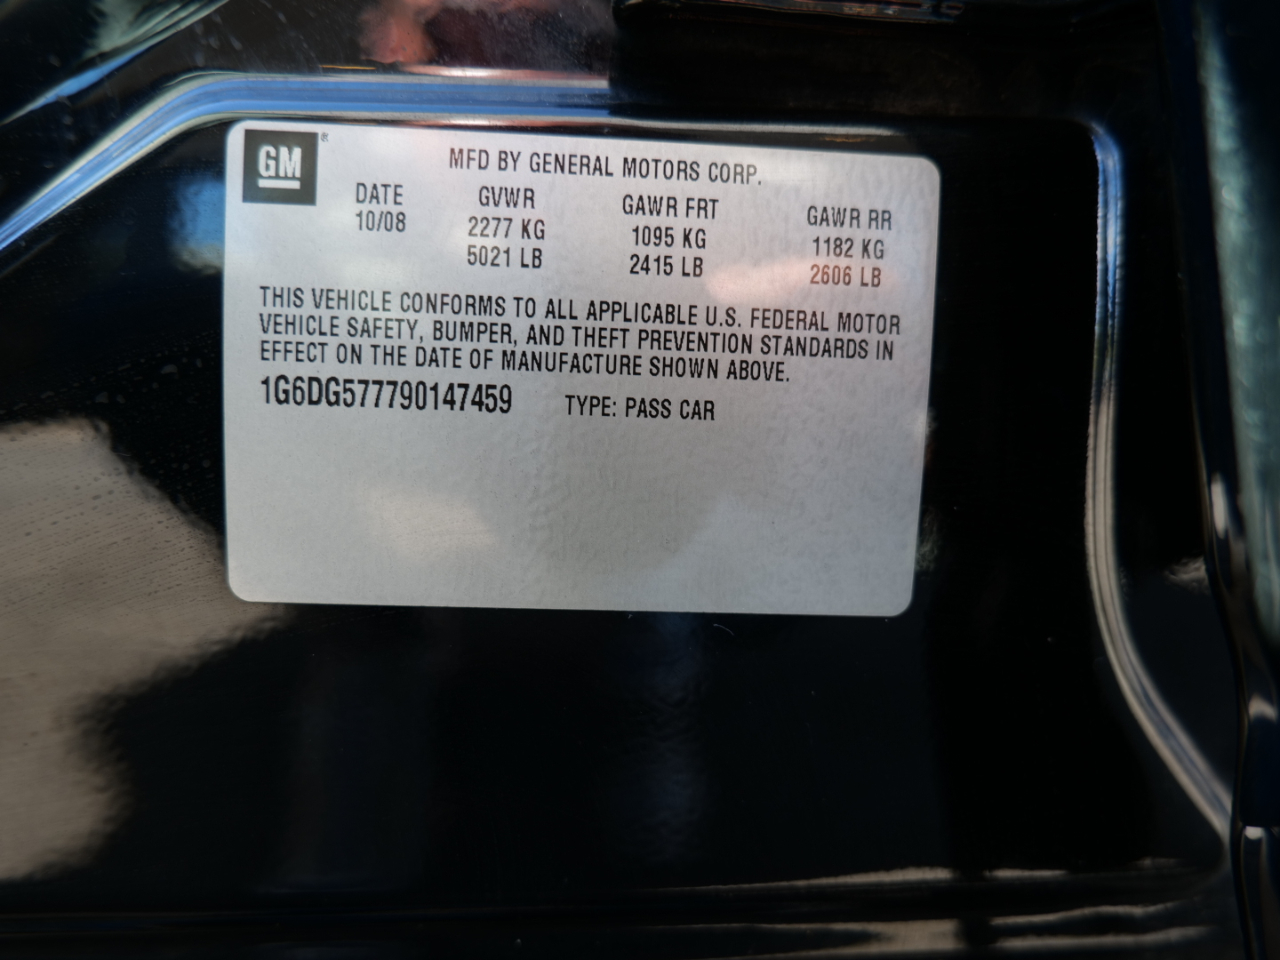 GM
MFD BY GENERAL MOTORS CORP.
DATE GVWR GAWR FRT GAWR RR
10/08 2277 KG 1095 KG 1182 KG
5021 LB 2415 LB 2606 LB
THIS VEHICLE CONFORMS TO ALL APPLICABLE U.S. FEDERAL MOTOR
VEHICLE SAFETY, BUMPER, AND THEFT PREVENTION STANDARDS IN
EFFECT ON THE DATE OF MANUFACTURE SHOWN ABOVE.
1G6DG577790147459 TYPE: PASS CAR